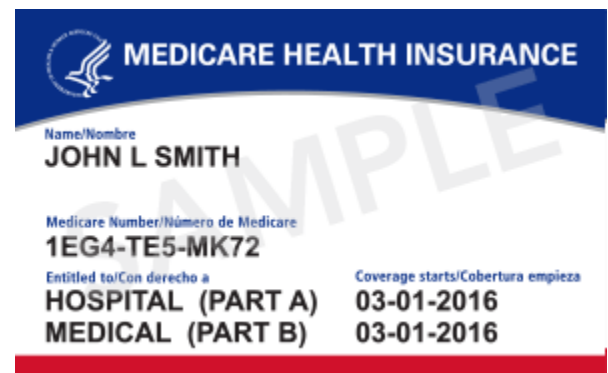 MEDICARE HEALTH INSURANCE
SAMPLE
Name/Nombre
JOHN L SMITH
Medicare Number/Número de Medicare
1EG4-TE5-MK72
Entitled to/Con derecho a Coverage starts/Cobertura empieza
HOSPITAL (PART A) 03-01-2016
MEDICAL (PART B) 03-01-2016